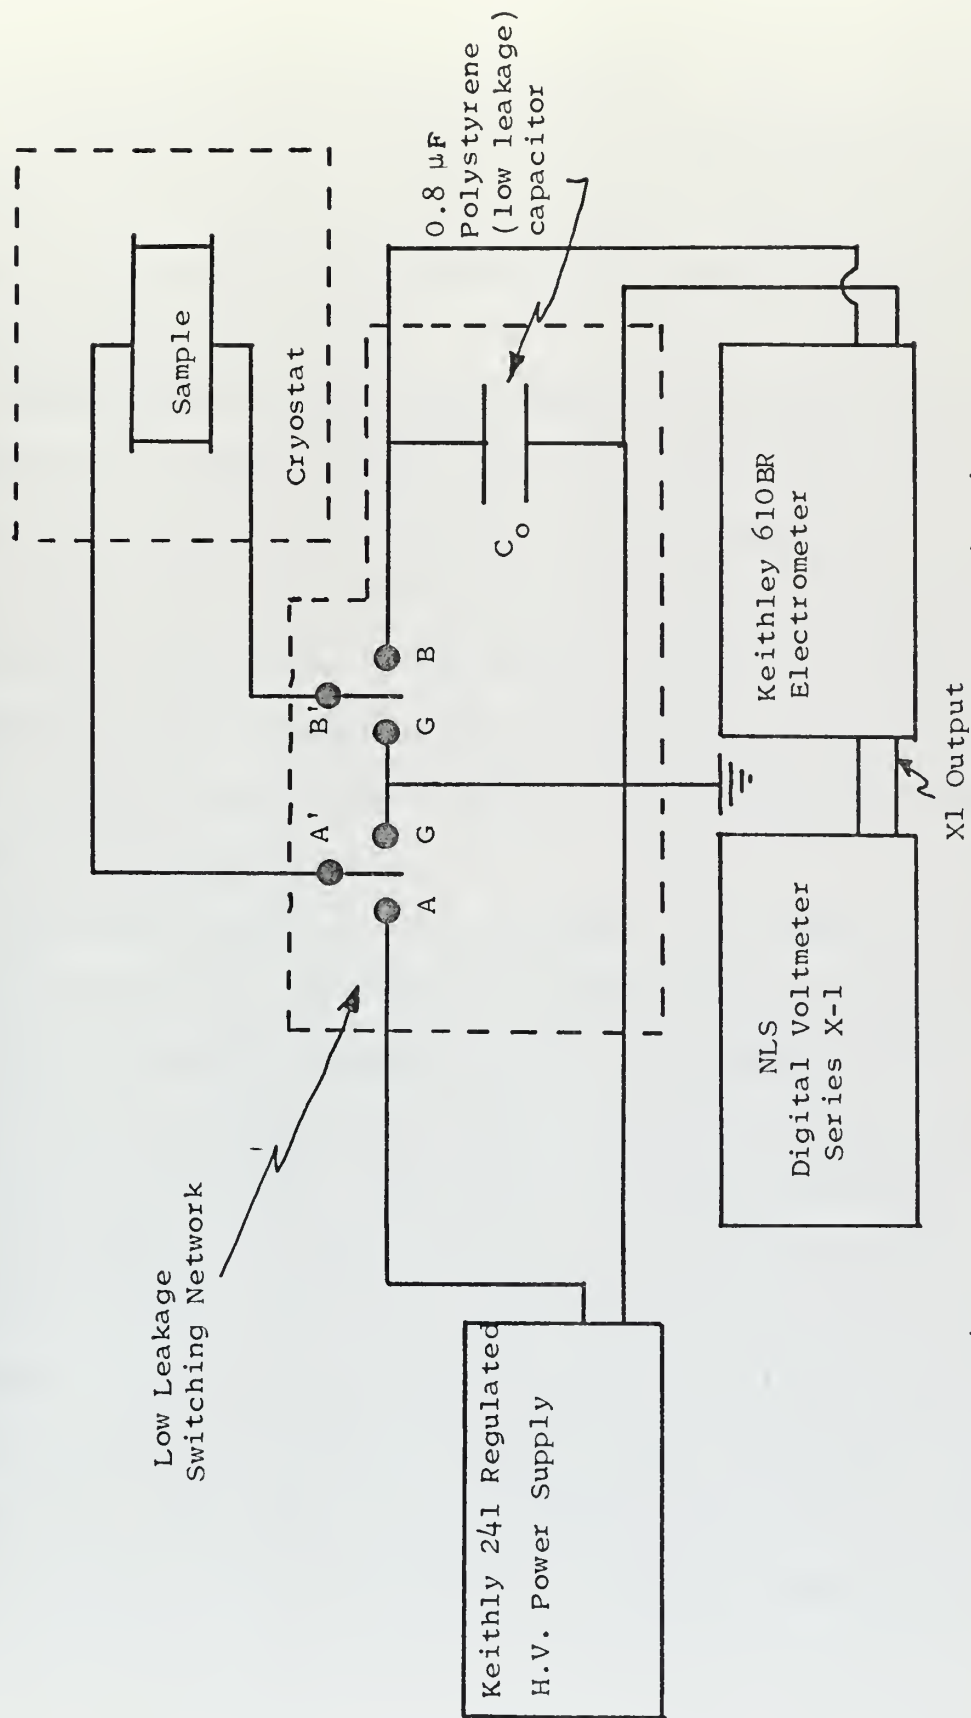 Sample
Cryostat
0.8 μF
Polystyrene
(low leakage)
capacitor
Low Leakage
Switching Network
A'
B'
A
G
G
B
Co
Keithly 241 Regulated
H.V. Power Supply
NLS
Digital Voltmeter
Series X-1
Keithley 610BR
Electrometer
X1 Output